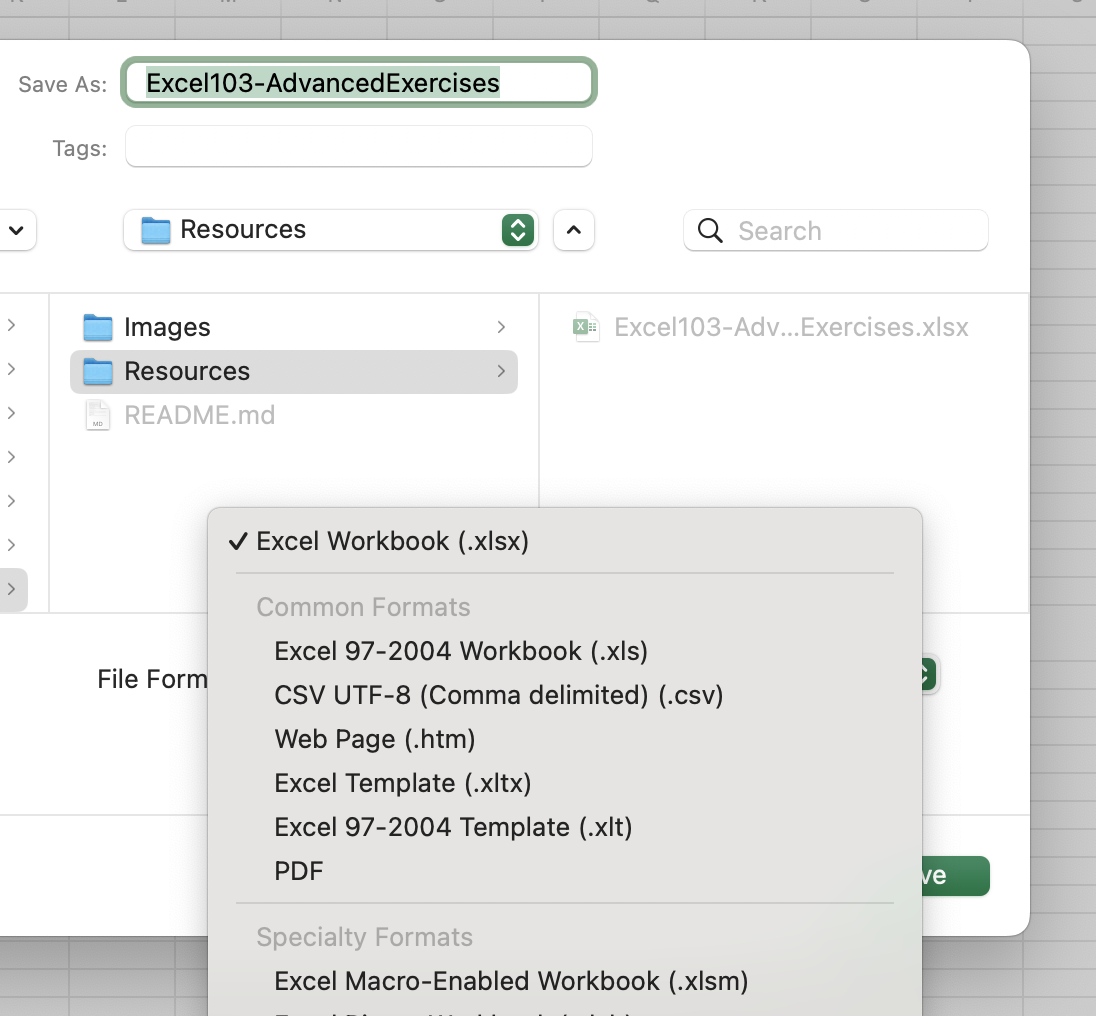 Save As: Excel103-AdvancedExercises
Tags:
Resources
Search
Images
Excel103-Adv...Exercises.xlsx
Resources
README.md
MD
✓ Excel Workbook (.xlsx)
Common Formats
Excel 97-2004 Workbook (.xls)
File Form
CSV UTF-8 (Comma delimited) (.csv)
Web Page (.htm)
Excel Template (.xltx)
Excel 97-2004 Template (.xlt)
PDF
ve
Specialty Formats
Excel Macro-Enabled Workbook (.xlsm)